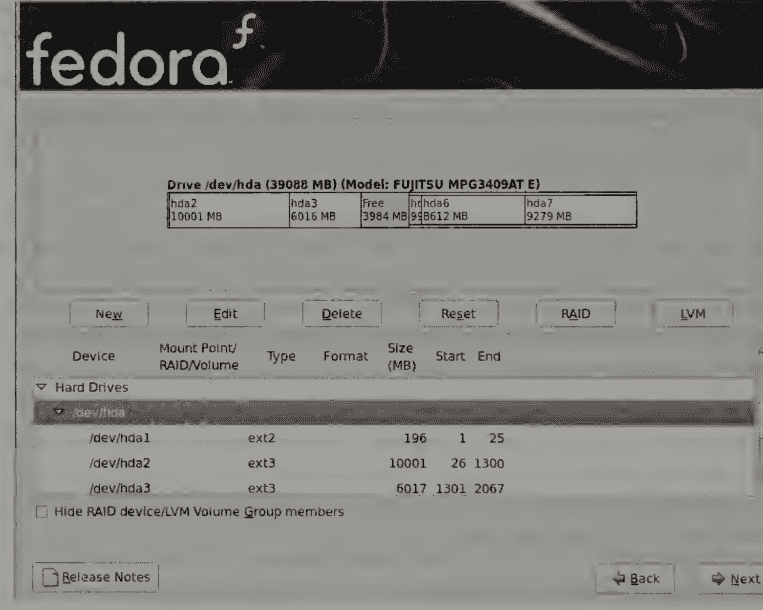 fedora f
Drive /dev/hda (39088 MB) (Model: FUJITSU MPG3409AT E)
hda2 hda3 Free hda6 hda7
10001 MB 6016 MB 3984 MB 8612 MB 9279 MB
New Edit Delete Reset RAID LVM
Device Mount Point/ RAID/Volume Type Format Size (MB) Start End
Hard Drives
/dev/hda
/dev/hda1 ext2 196 1 25
/dev/hda2 ext3 10001 26 1300
/dev/hda3 ext3 6017 1301 2067
Hide RAID device/LVM Volume Group members
Release Notes Back Next